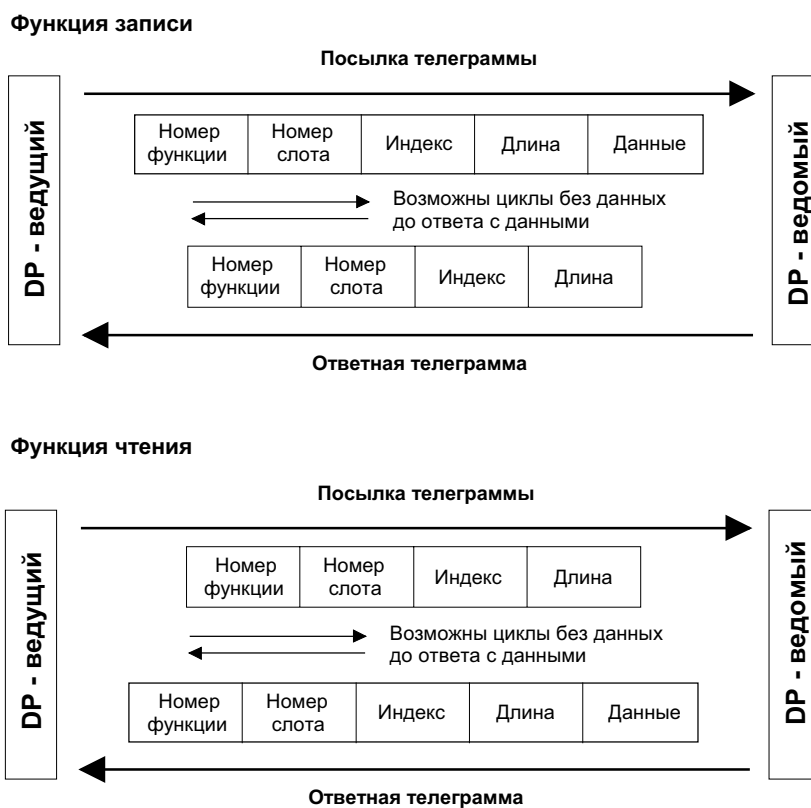 Функция записи
Посылка телеграммы
DP - ведущий
Номер функции
Номер слота
Индекс
Длина
Данные
DP - ведомый
Возможны циклы без данных
до ответа с данными
Номер функции
Номер слота
Индекс
Длина
Ответная телеграмма
Функция чтения
Посылка телеграммы
DP - ведущий
Номер функции
Номер слота
Индекс
Длина
DP - ведомый
Возможны циклы без данных
до ответа с данными
Номер функции
Номер слота
Индекс
Длина
Данные
Ответная телеграмма